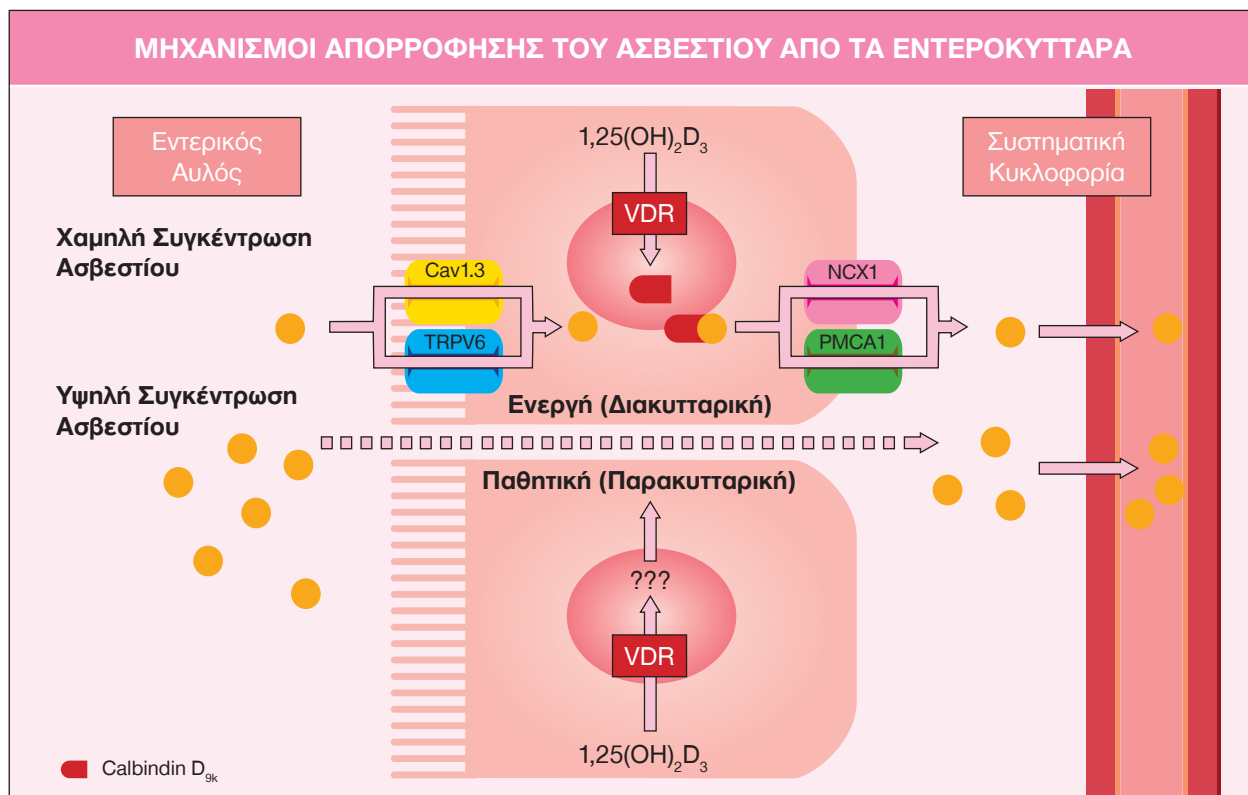 ΜΗΧΑΝΙΣΜΟΙ ΑΠΟΡΡΟΦΗΣΗΣ ΤΟΥ ΑΣΒΕΣΤΙΟΥ ΑΠΟ ΤΑ ΕΝΤΕΡΟΚΥΤΤΑΡΑ
Εντερικός
Αυλός
1,25(OH)₂D₃
Συστηματική
Κυκλοφορία
VDR
Χαμηλή Συγκέντρωση
Ασβεστίου
Cav1.3
NCX1
TRPV6
PMCA1
Υψηλή Συγκέντρωση
Ασβεστίου
Ενεργή (Διακυτταρική)
Παθητική (Παρακυτταρική)
???
VDR
1,25(OH)₂D₃
Calbindin D₉ₖ